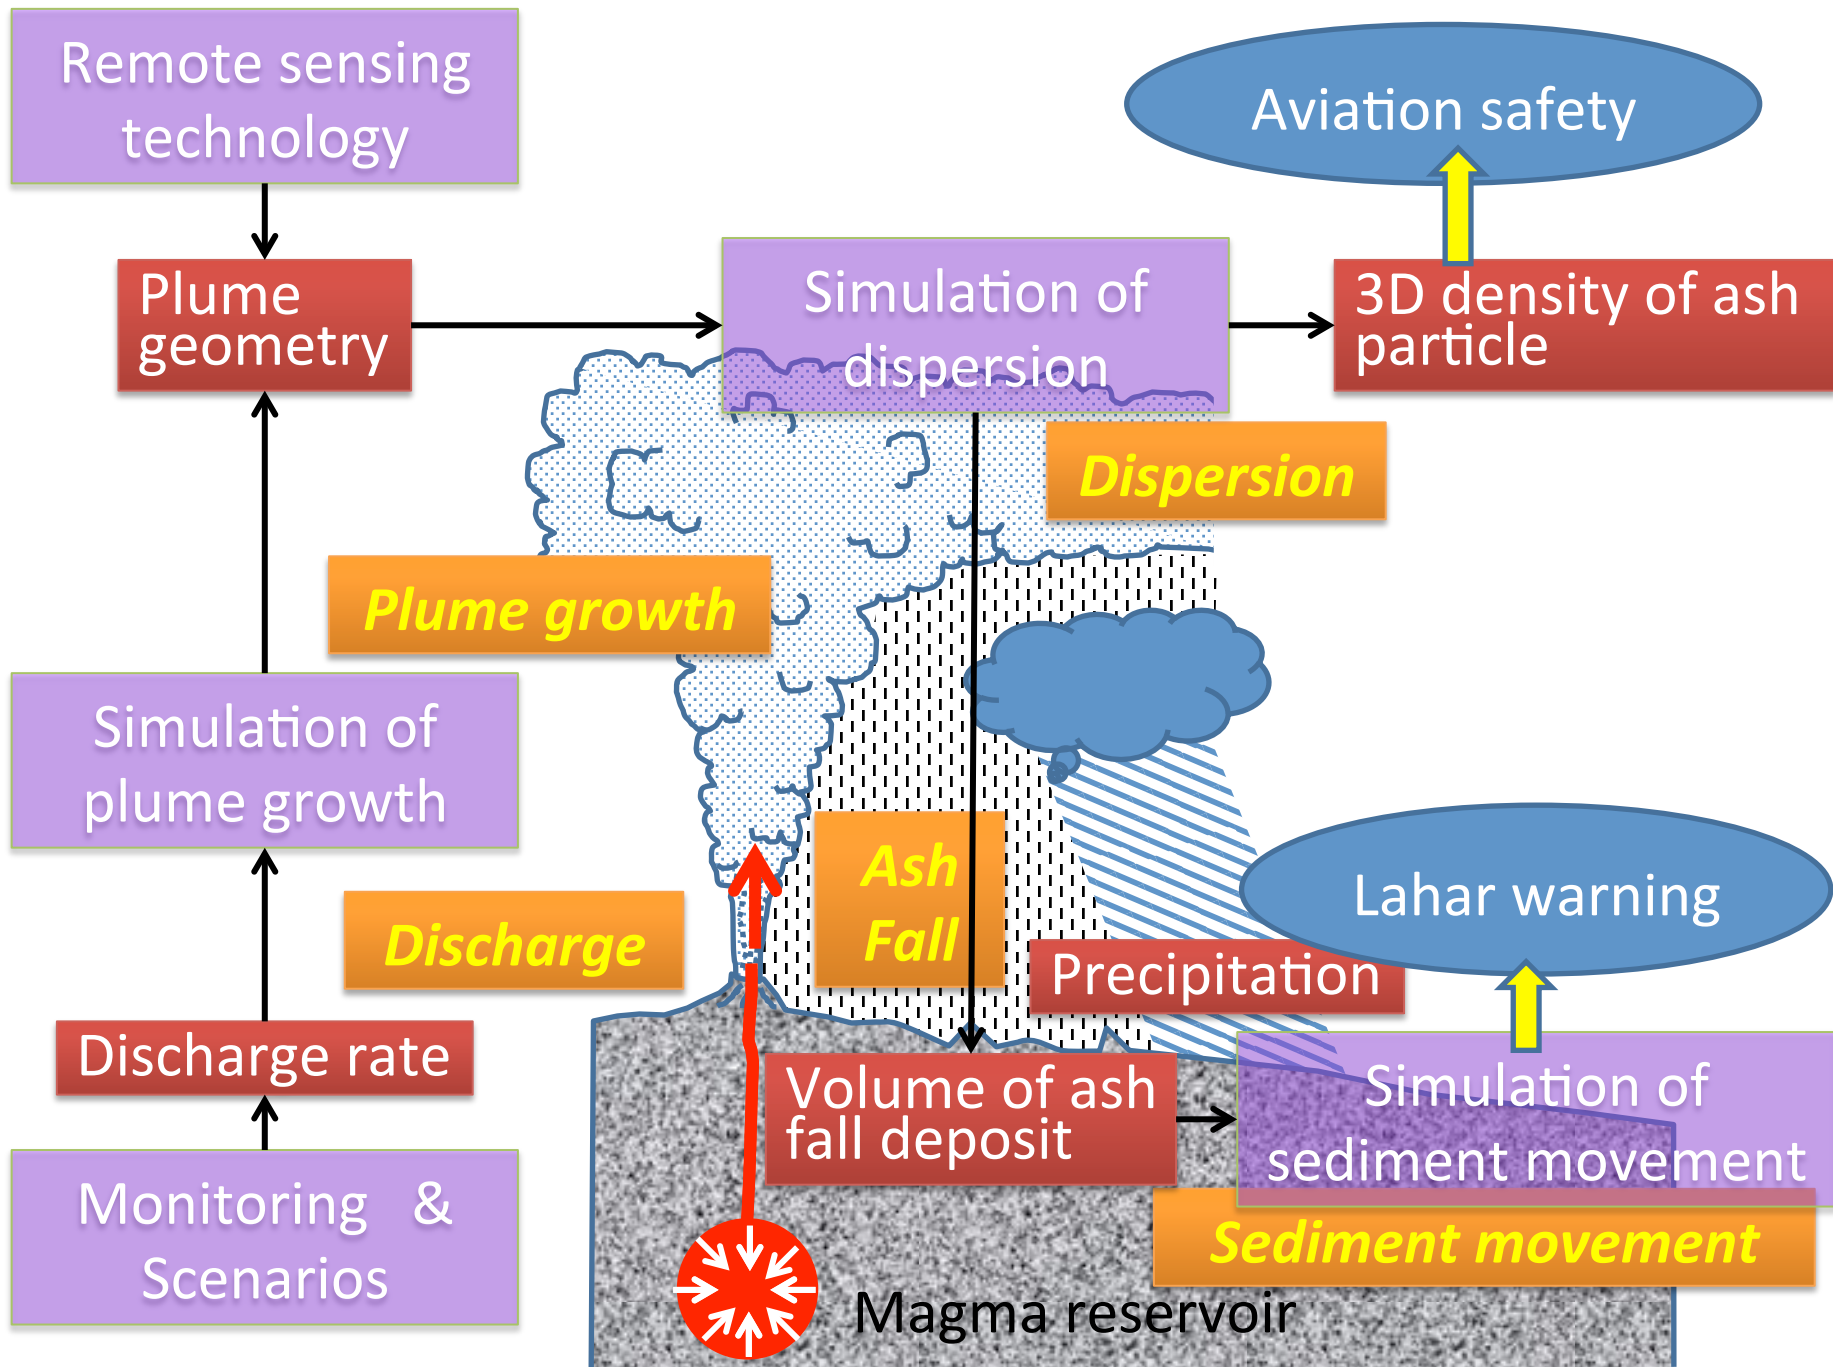 Remote sensing
technology
Aviation safety
Plume
geometry
Simulation of
dispersion
3D density of ash
particle
Dispersion
Plume growth
Simulation of
plume growth
Ash
Fall
Lahar warning
Discharge
Precipitation
Discharge rate
Volume of ash
fall deposit
Simulation of
sediment movement
Monitoring & 
Scenarios
Sediment movement
Magma reservoir